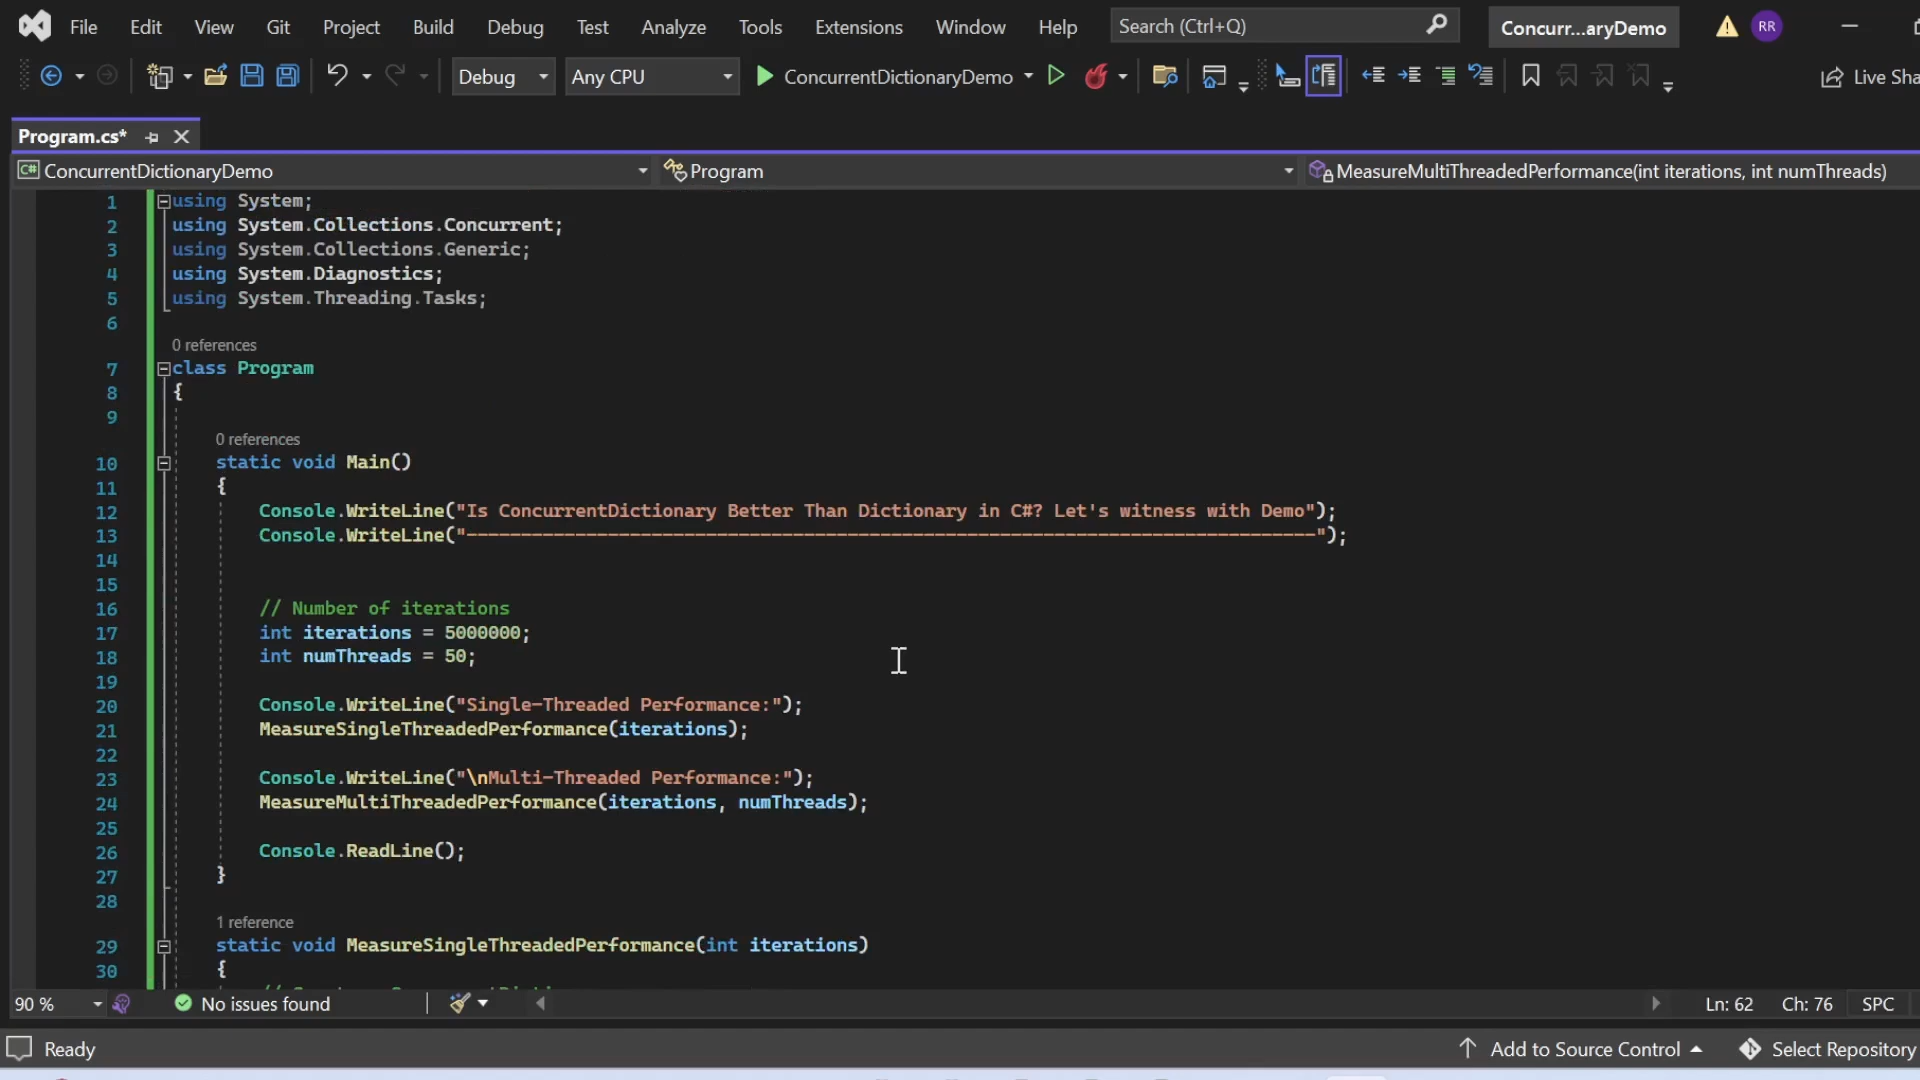 File Edit View Git Project Build Debug Test Analyze Tools Extensions Window Help Search (Ctrl+Q) Concurr...aryDemo RR
Debug Any CPU ConcurrentDictionaryDemo Live Sha
Program.cs*
C# ConcurrentDictionaryDemo Program MeasureMultiThreadedPerformance(int iterations, int numThreads)
1 using System;
2 using System.Collections.Concurrent;
3 using System.Collections.Generic;
4 using System.Diagnostics;
5 using System.Threading.Tasks;
6
0 references
7 class Program
8 {
9
0 references
10 static void Main()
11 {
12 Console.WriteLine("Is ConcurrentDictionary Better Than Dictionary in C#? Let's witness with Demo");
13 Console.WriteLine("------------------------------------------------------------------------------");
14
15
16 // Number of iterations
17 int iterations = 5000000;
18 int numThreads = 50;
19
20 Console.WriteLine("Single-Threaded Performance:");
21 MeasureSingleThreadedPerformance(iterations);
22
23 Console.WriteLine("\nMulti-Threaded Performance:");
24 MeasureMultiThreadedPerformance(iterations, numThreads);
25
26 Console.ReadLine();
27 }
28
1 reference
29 static void MeasureSingleThreadedPerformance(int iterations)
30 {
90 % No issues found Ln: 62 Ch: 76 SPC
Ready Add to Source Control Select Repository